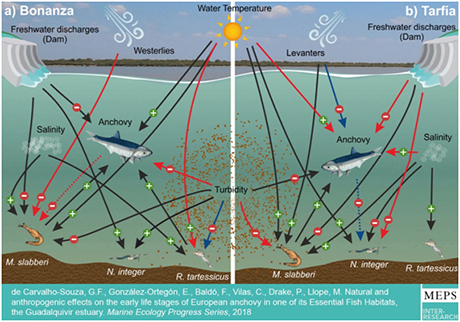 a) Bonanza
Water Temperature
b) Tarfia
Freshwater discharges
(Dam)
Westerlies
Levanters
Freshwater discharges
(Dam)
Anchovy
Anchovy
Salinity
Salinity
Turbidity
M. slabberi
N. integer
R. tartessicus
M. slabberi
N. integer
R. tartessicus
de Carvalho-Souza, G.F., González-Ortegón, E., Baldó, F., Vilas, C., Drake, P., Llope, M. Natural and
anthropogenic effects on the early life stages of European anchovy in one of its Essential Fish Habitats,
the Guadalquivir estuary. Marine Ecology Progress Series, 2018
MEPS
INTER-RESEARCH